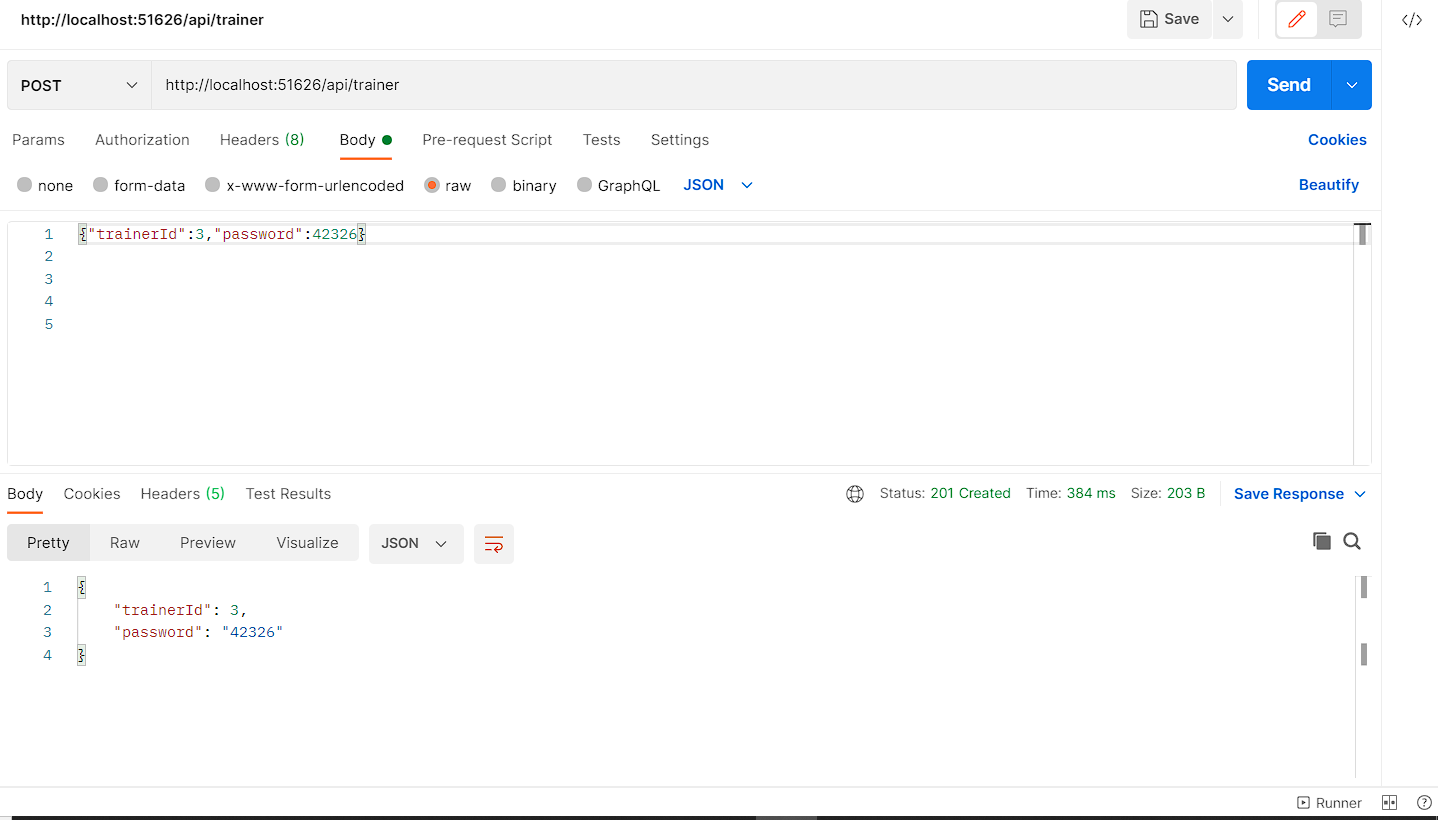 http://localhost:51626/api/trainer
Save
POST
http://localhost:51626/api/trainer
Send
Params Authorization Headers (8) Body Pre-request Script Tests Settings Cookies
none form-data x-www-form-urlencoded raw binary GraphQL JSON Beautify
1 {"trainerId":3,"password":42326}
2
3
4
5
Body Cookies Headers (5) Test Results Status: 201 Created Time: 384 ms Size: 203 B Save Response
Pretty Raw Preview Visualize JSON
1 {
2 "trainerId": 3,
3 "password": "42326"
4 }
Runner